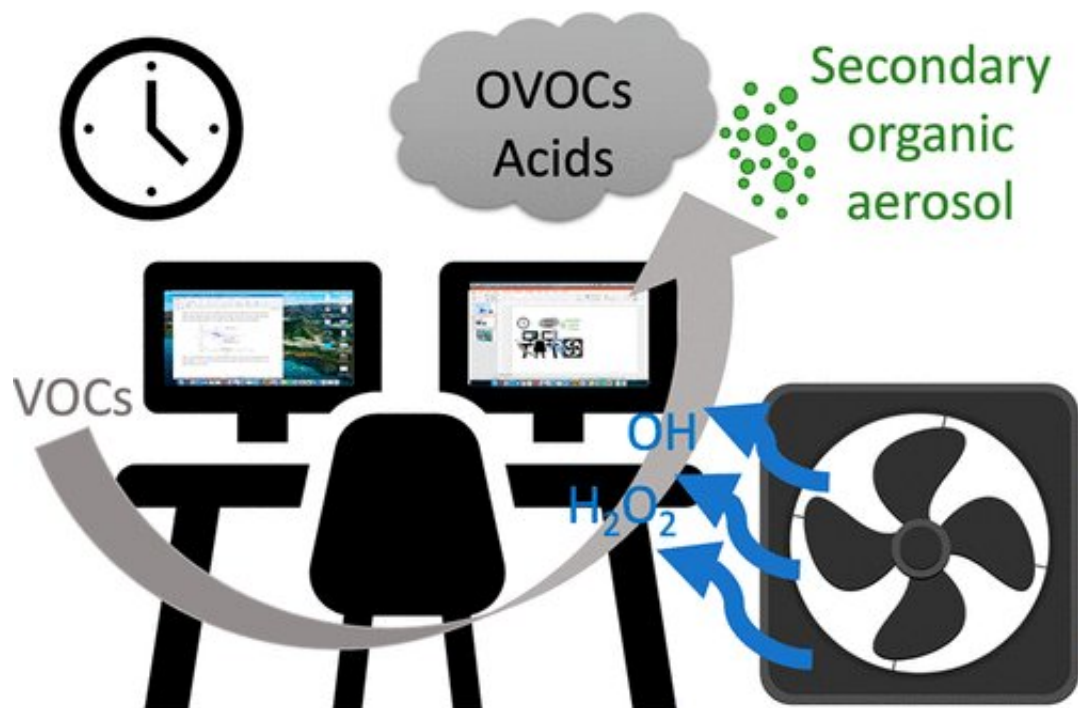 OVOCs
Acids
Secondary
organic
aerosol
VOCs
OH
H₂O₂